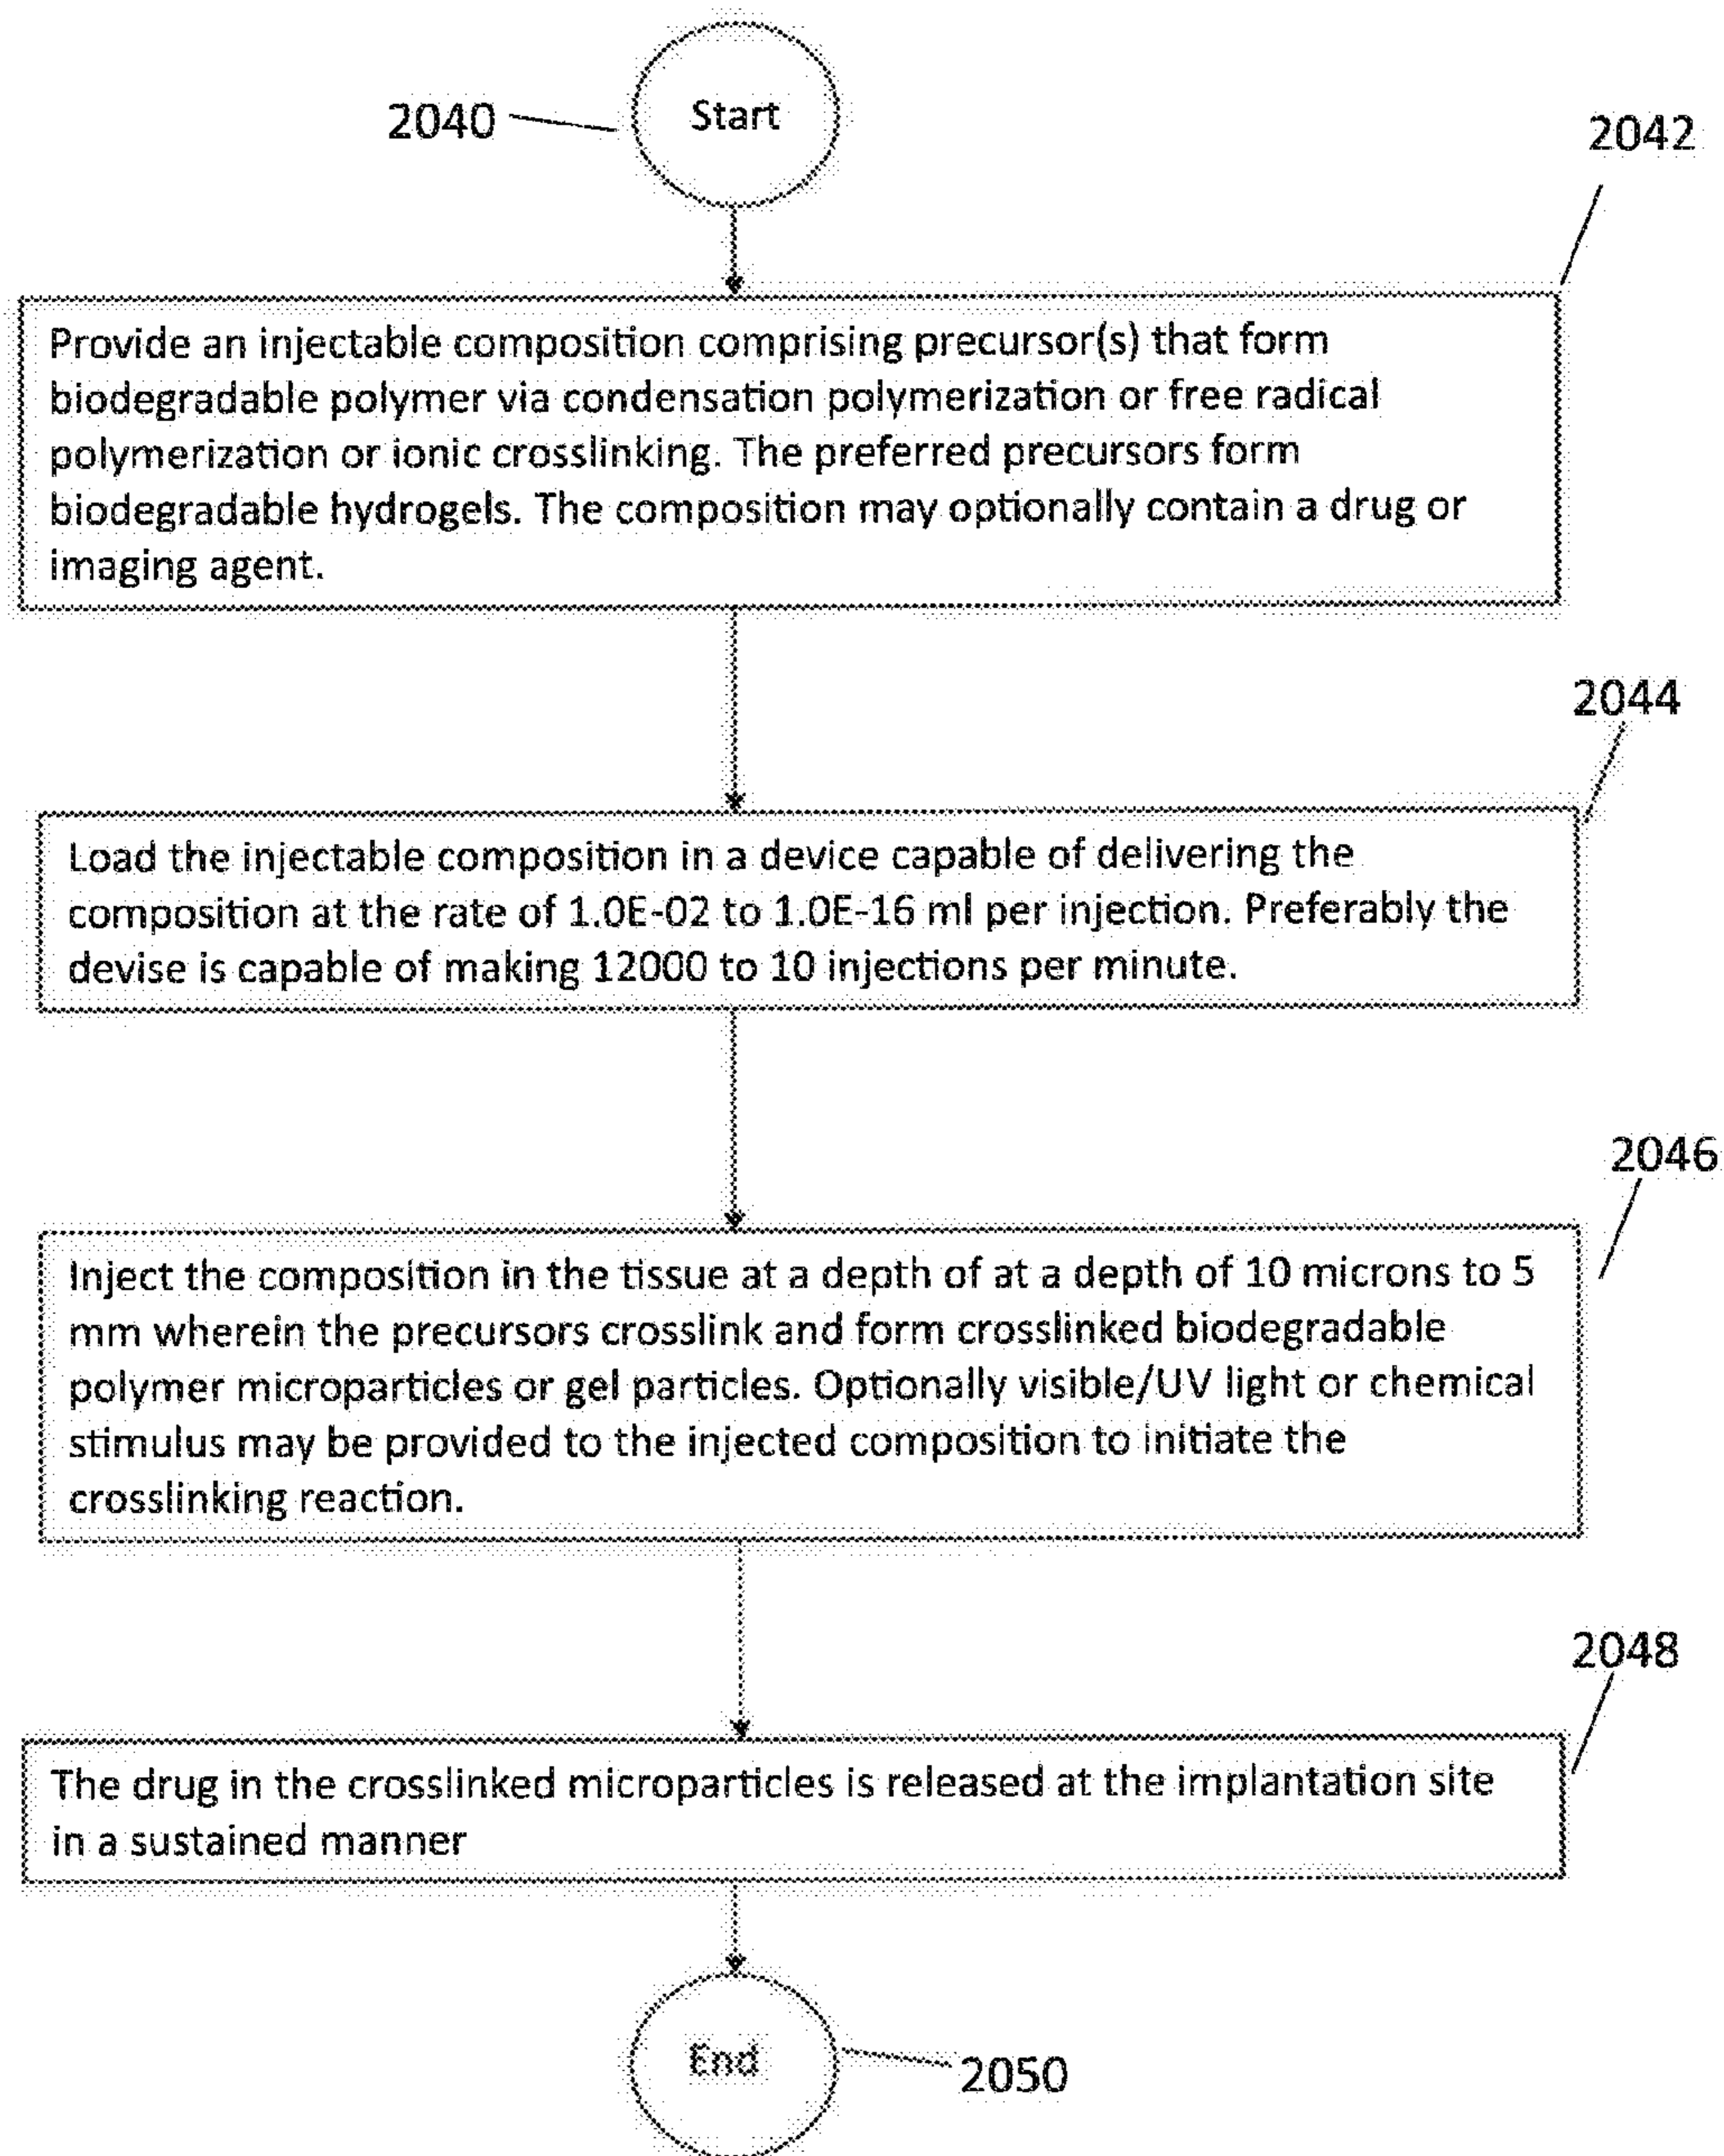 Start
2040
2042
Provide an injectable composition comprising precursor(s) that form
biodegradable polymer via condensation polymerization or free radical
polymerization or ionic crosslinking. The preferred precursors form
biodegradable hydrogels. The composition may optionally contain a drug or
imaging agent.
2044
Load the injectable composition in a device capable of delivering the
composition at the rate of 1.0E-02 to 1.0E-16 ml per injection. Preferably the
devise is capable of making 12000 to 10 injections per minute.
2046
Inject the composition in the tissue at a depth of at a depth of 10 microns to 5
mm wherein the precursors crosslink and form crosslinked biodegradable
polymer microparticles or gel particles. Optionally visible/UV light or chemical
stimulus may be provided to the injected composition to initiate the
crosslinking reaction.
2048
The drug in the crosslinked microparticles is released at the implantation site
in a sustained manner
End
2050